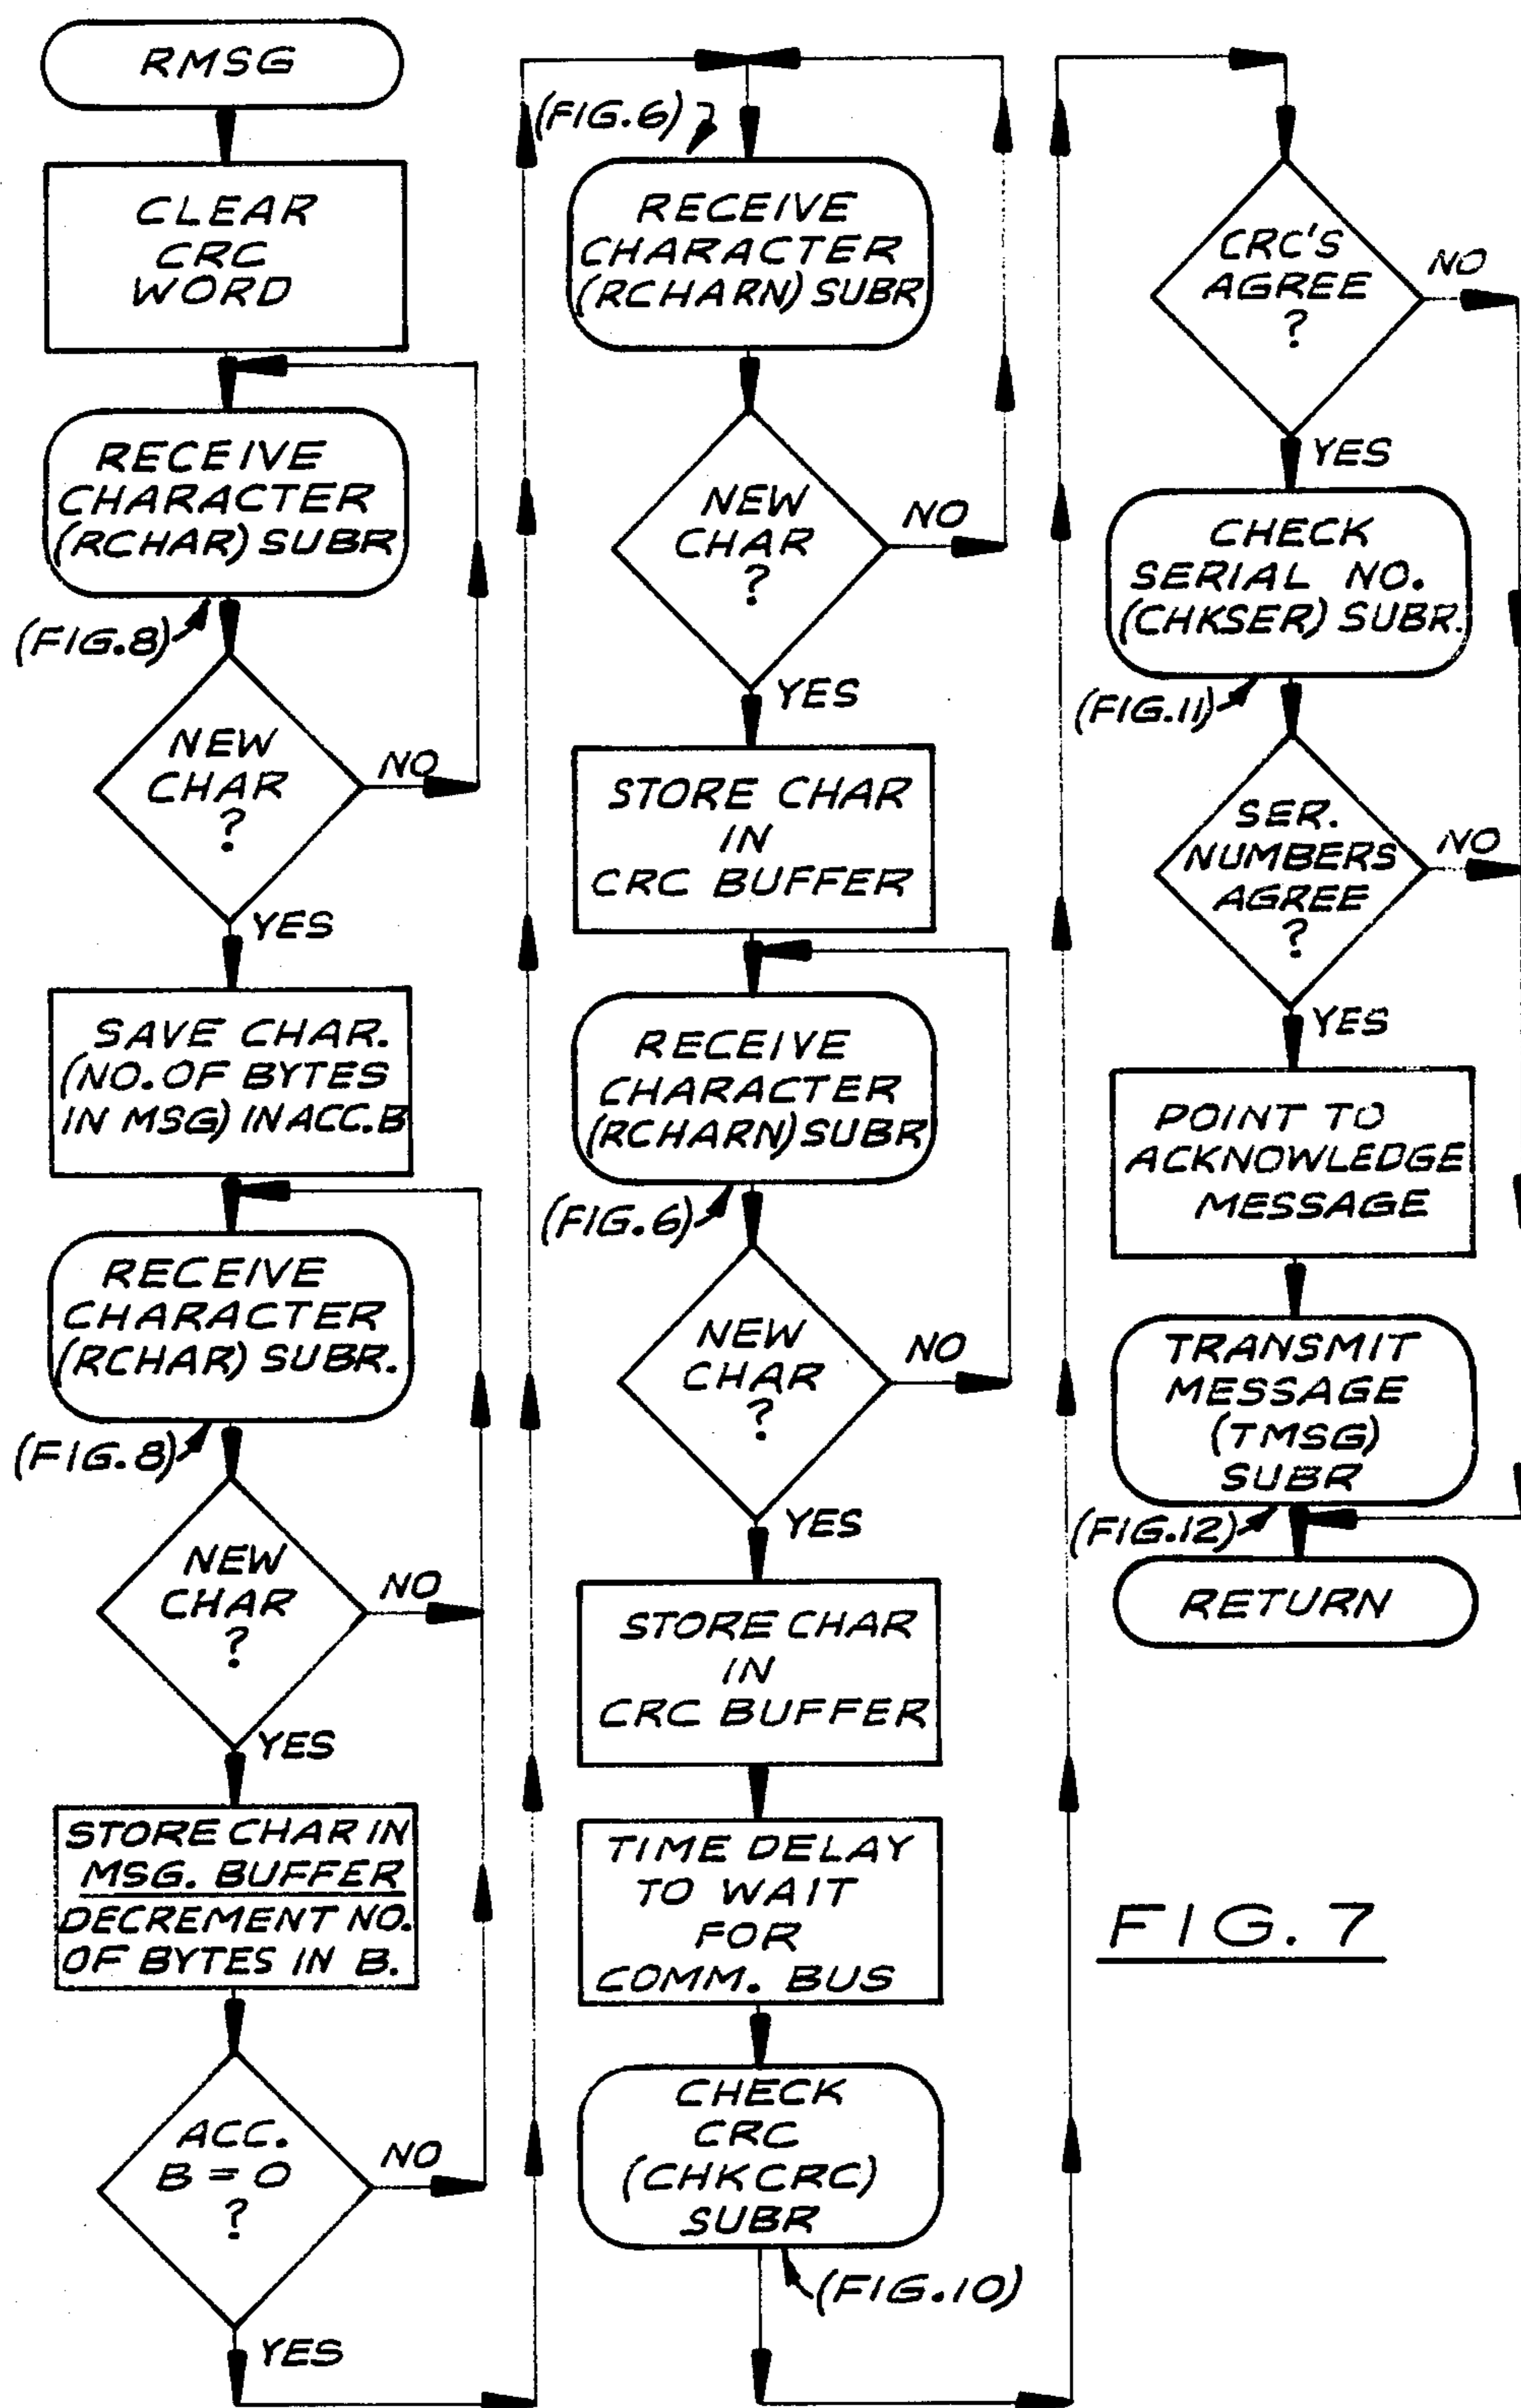 RMSG
CLEAR
CRC
WORD
RECEIVE
CHARACTER
(RCHAR) SUBR
(FIG.8)
NEW
CHAR
?
NO
YES
SAVE CHAR.
(NO. OF BYTES
IN MSG) IN ACC.B
RECEIVE
CHARACTER
(RCHAR) SUBR.
(FIG.8)
NEW
CHAR
?
NO
YES
STORE CHAR IN
MSG. BUFFER
DECREMENT NO.
OF BYTES IN B.
ACC.
B = 0
?
NO
YES
(FIG.6)
RECEIVE
CHARACTER
(RCHARN) SUBR
NEW
CHAR
?
NO
YES
STORE CHAR
IN
CRC BUFFER
RECEIVE
CHARACTER
(RCHARN) SUBR
(FIG.6)
NEW
CHAR
?
NO
YES
STORE CHAR
IN
CRC BUFFER
TIME DELAY
TO WAIT
FOR
COMM. BUS
CHECK
CRC
(CHKCRC)
SUBR
(FIG.10)
CRC'S
AGREE
?
NO
YES
CHECK
SERIAL NO.
(CHKSER) SUBR.
(FIG.11)
SER.
NUMBERS
AGREE
?
NO
YES
POINT TO
ACKNOWLEDGE
MESSAGE
TRANSMIT
MESSAGE
(TMSG)
SUBR
(FIG.12)
RETURN
FIG. 7